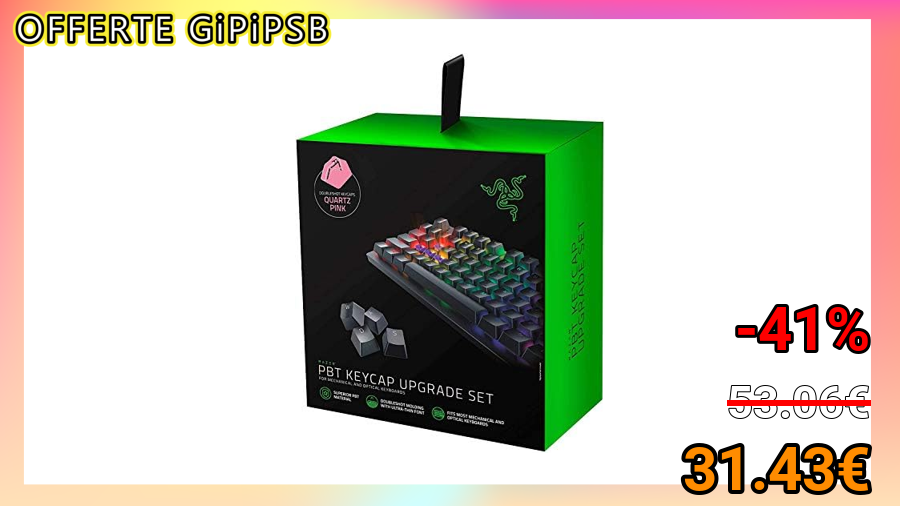 OFFERTE GiPiPSB
DOUBLESHOT KEYCAPS
QUARTZ
PINK
PBT KEYCAP
UPGRADE SET
RAZER
PBT KEYCAP UPGRADE SET
FOR MECHANICAL AND OPTICAL KEYBOARDS
SUPERIOR PBT
MATERIAL
DOUBLESHOT MOLDING
WITH ULTRA-THIN FONT
FITS MOST MECHANICAL AND
OPTICAL KEYBOARDS
-41%
53.06€
31.43€